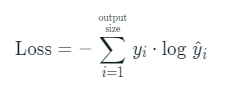 output
size
Loss = − ∑ yᵢ · log ŷᵢ
i=1